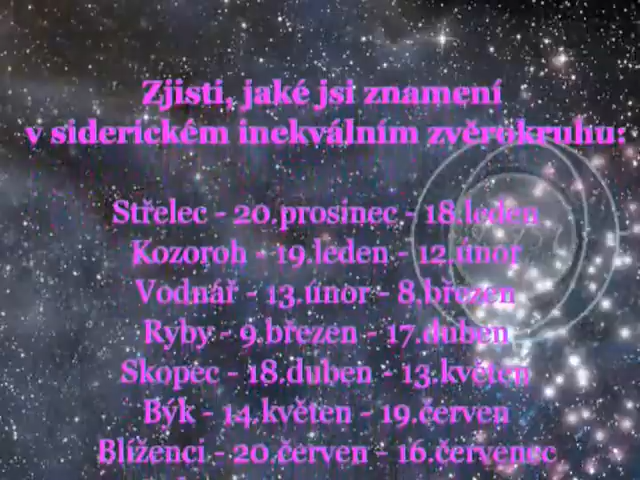 Zjisti, jaké jsi znamení
v siderickém inekválním zvěrokruhu:
Střelec - 20.prosinec - 18.leden
Kozoroh - 19.leden - 12.únor
Vodnář - 13.únor - 8.březen
Ryby - 9.březen - 17.duben
Skopec - 18.duben - 13.květen
Býk - 14.květen - 19.červen
Blíženci - 20.červen - 16.červenec